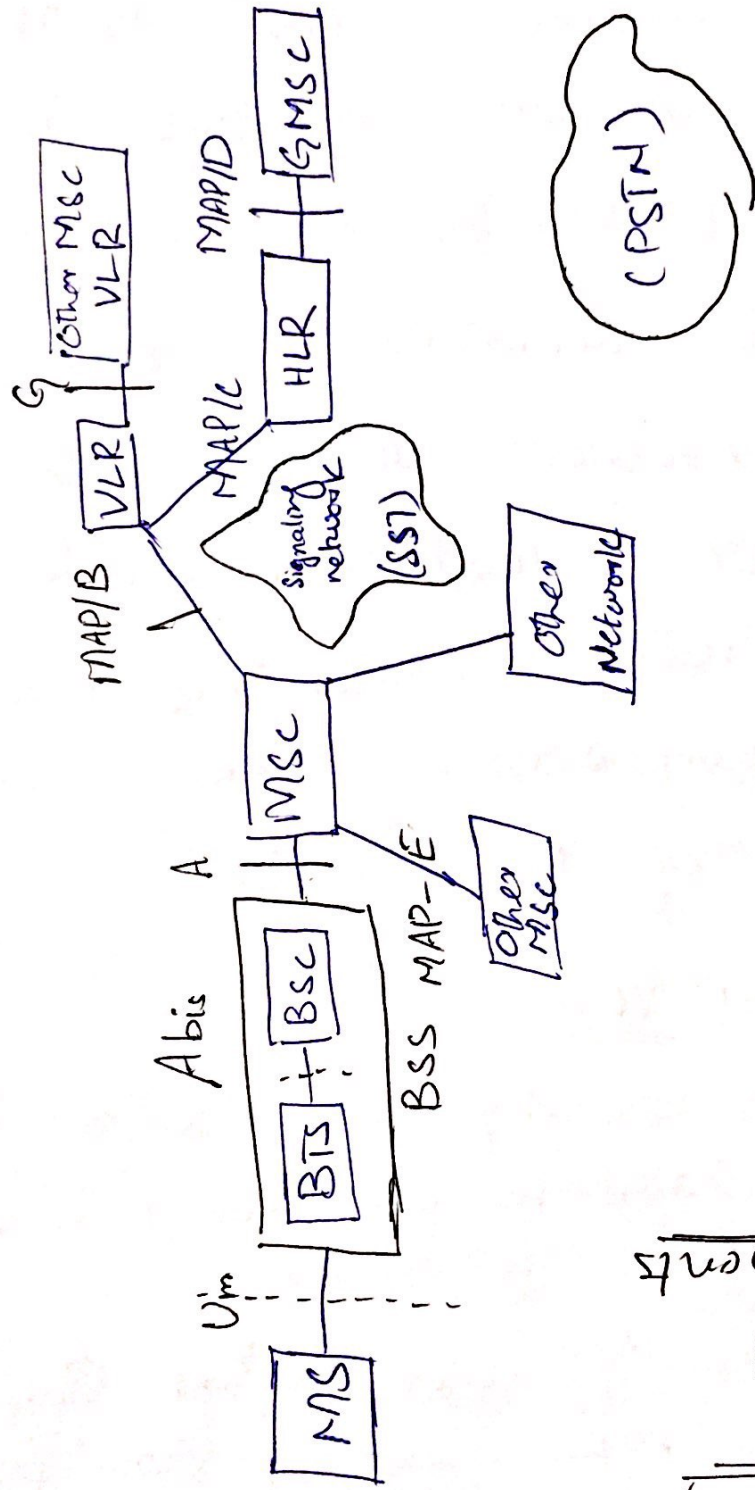 MS
Um
BTS
BSC
Abis
BSS
A
MSC
MAP-E
Other
MSC
MAP/B
VLR
G
Other MSC
VLR
MAP/C
HLR
MAP/D
GMSC
Signaling
network
(SS7)
Other
Network
(PSTN)